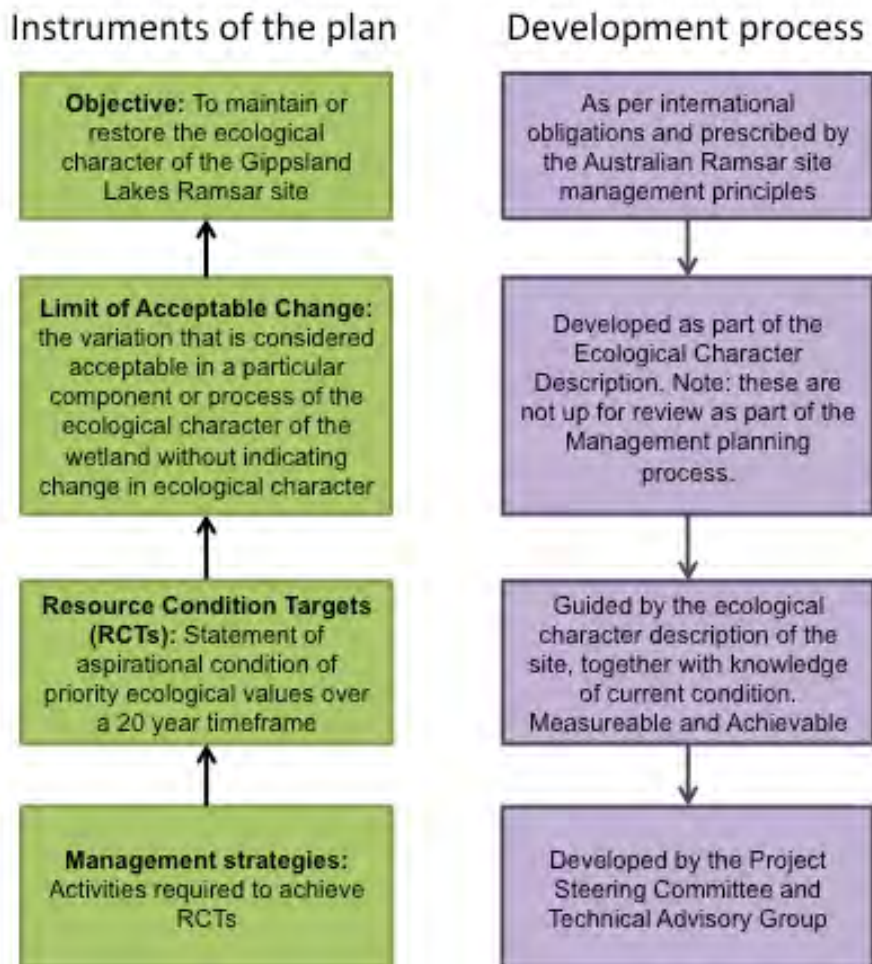 Instruments of the plan
Development process
Objective: To maintain or
restore the ecological
character of the Gippsland
Lakes Ramsar site
As per international
obligations and prescribed by
the Australian Ramsar site
management principles
Limit of Acceptable Change:
the variation that is considered
acceptable in a particular
component or process of the
ecological character of the
wetland without indicating
change in ecological character
Developed as part of the
Ecological Character
Description. Note: these are
not up for review as part of the
Management planning
process.
Resource Condition Targets
(RCTs): Statement of
aspirational condition of
priority ecological values over
a 20 year timeframe
Guided by the ecological
character description of the
site, together with knowledge
of current condition.
Measureable and Achievable
Management strategies:
Activities required to achieve
RCTs
Developed by the Project
Steering Committee and
Technical Advisory Group